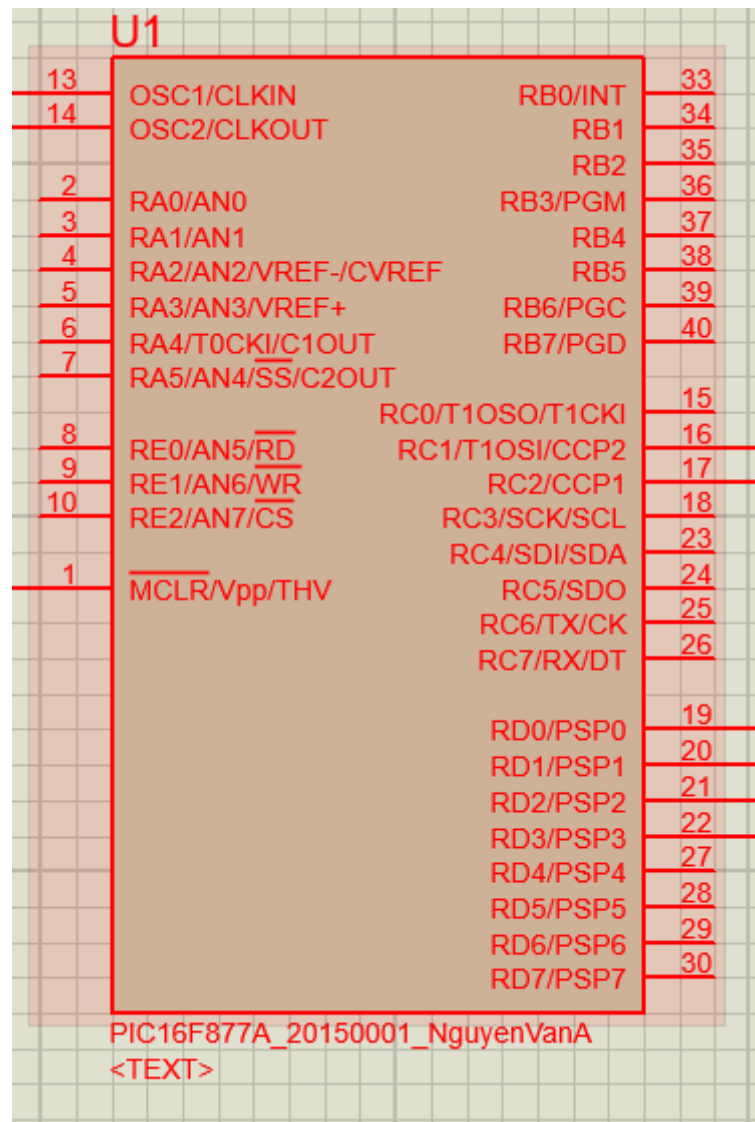 U1
13 OSC1/CLKIN RB0/INT 33
14 OSC2/CLKOUT RB1 34
RB2 35
2 RA0/AN0 RB3/PGM 36
3 RA1/AN1 RB4 37
4 RA2/AN2/VREF-/CVREF RB5 38
5 RA3/AN3/VREF+ RB6/PGC 39
6 RA4/T0CKI/C1OUT RB7/PGD 40
7 RA5/AN4/SS/C2OUT
RC0/T1OSO/T1CKI 15
8 RE0/AN5/RD RC1/T1OSI/CCP2 16
9 RE1/AN6/WR RC2/CCP1 17
10 RE2/AN7/CS RC3/SCK/SCL 18
RC4/SDI/SDA 23
1 MCLR/Vpp/THV RC5/SDO 24
RC6/TX/CK 25
RC7/RX/DT 26
RD0/PSP0 19
RD1/PSP1 20
RD2/PSP2 21
RD3/PSP3 22
RD4/PSP4 27
RD5/PSP5 28
RD6/PSP6 29
RD7/PSP7 30
PIC16F877A_20150001_NguyenVanA
<TEXT>